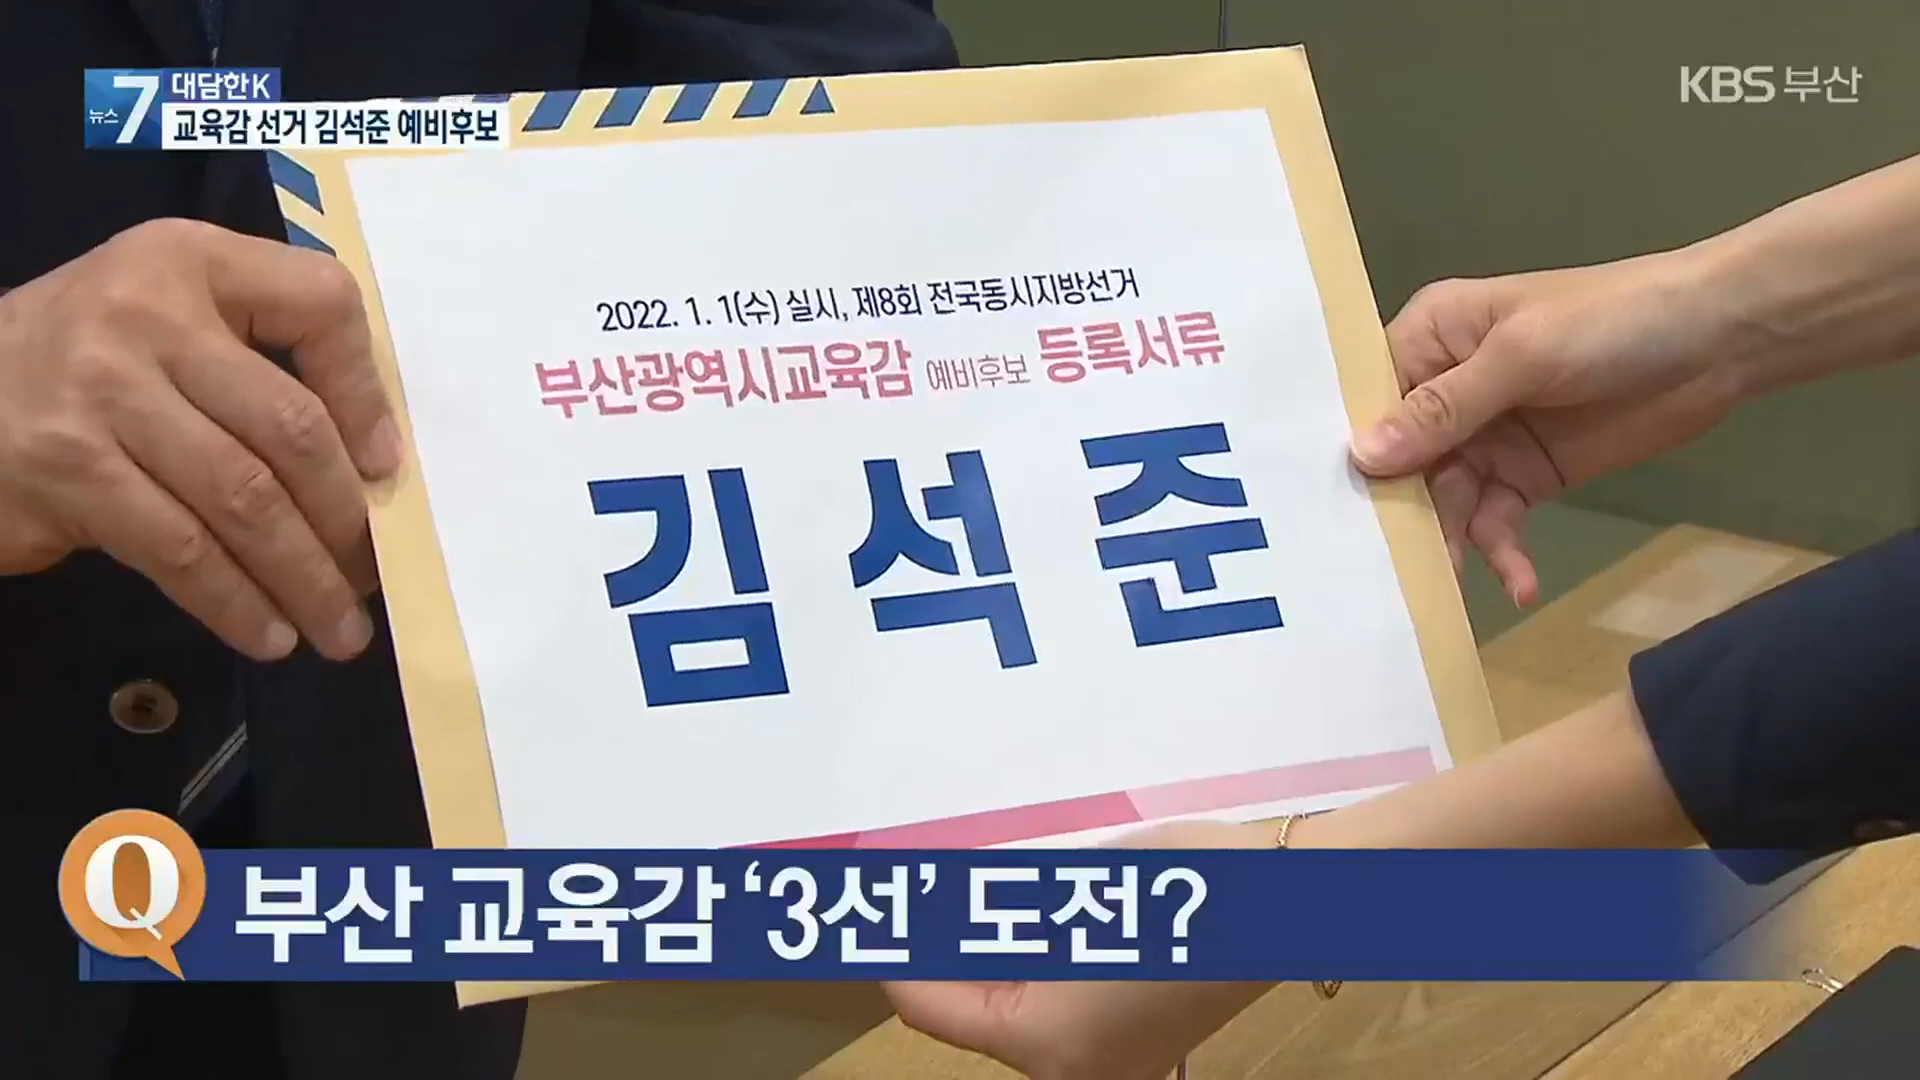 뉴스 7
대담한K
교육감 선거 김석준 예비후보
KBS 부산
2022. 1. 1(수) 실시, 제8회 전국동시지방선거
부산광역시교육감 예비후보 등록서류
김석준
Q 부산 교육감 ‘3선’ 도전?